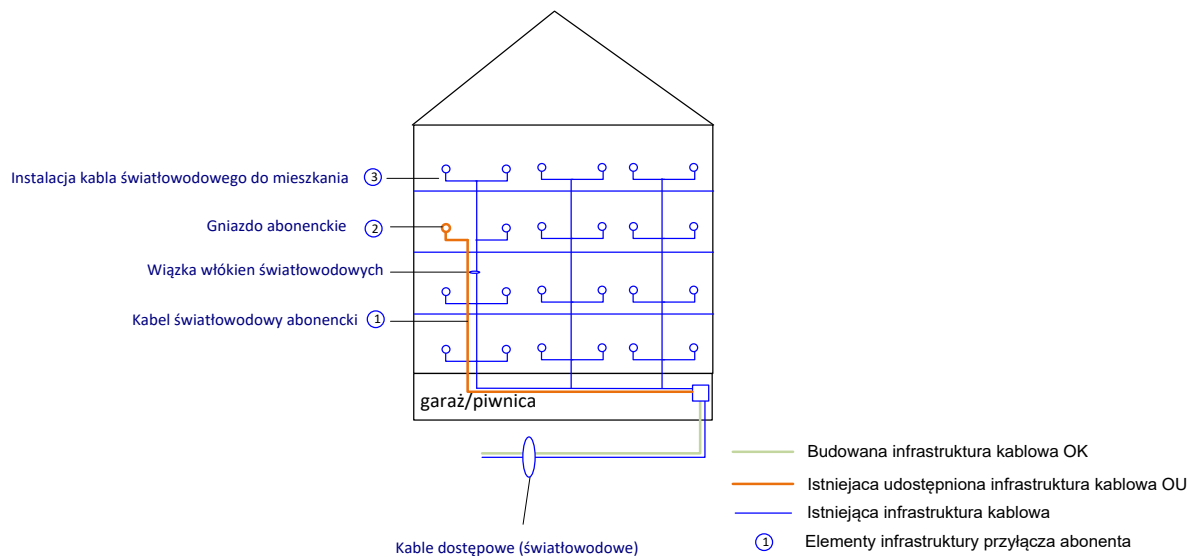 Instalacja kabla światłowodowego do mieszkania 3
Gniazdo abonenckie 2
Wiązka włókien światłowodowych
Kabel światłowodowy abonencki 1
garaż/piwnica
Budowana infrastruktura kablowa OK
Istniejaca udostępniona infrastruktura kablowa OU
Istniejąca infrastruktura kablowa
1 Elementy infrastruktury przyłącza abonenta
Kable dostępowe (światłowodowe)